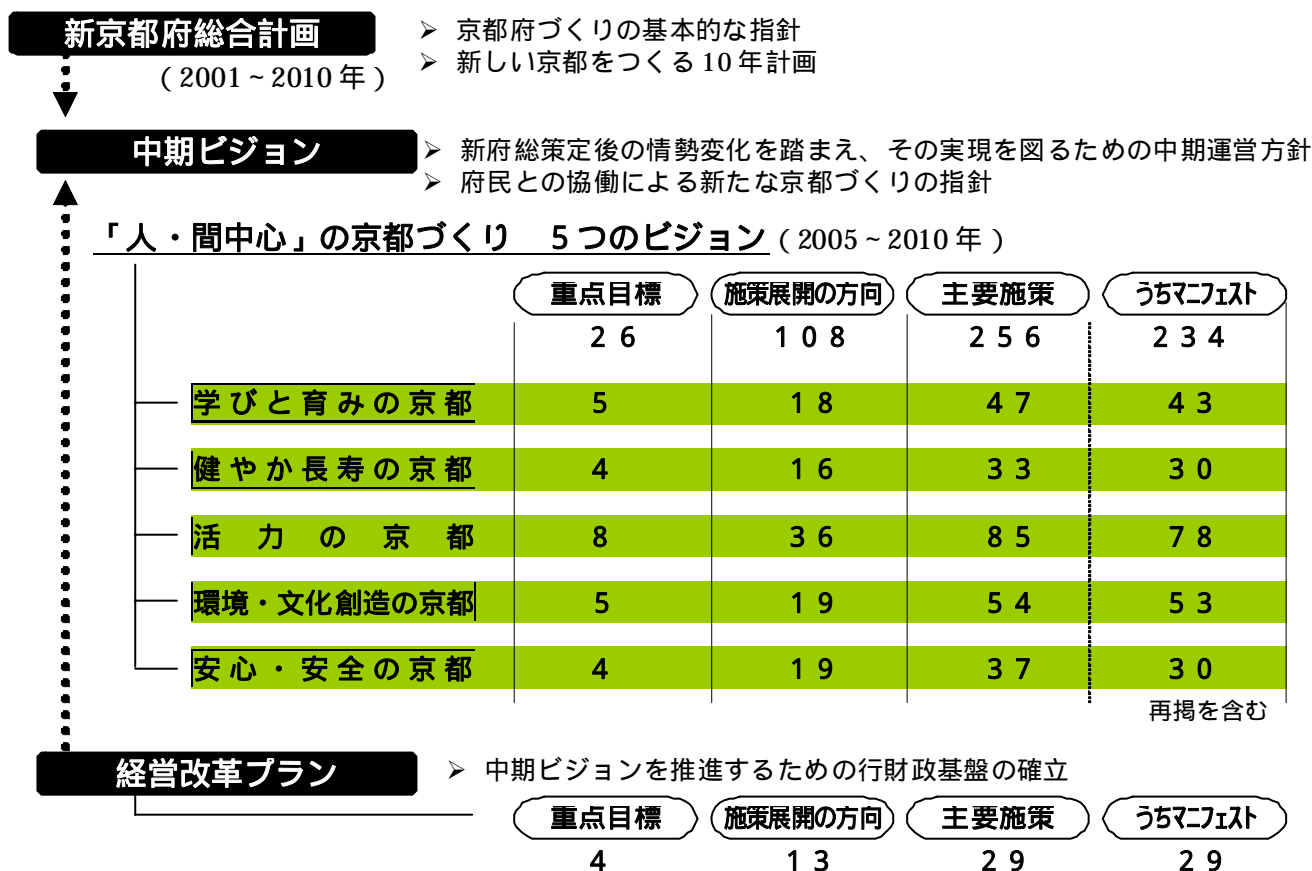 新京都府総合計画
（2001～2010年）
➢ 京都府づくりの基本的な指針
➢ 新しい京都をつくる10年計画
中期ビジョン
➢ 新府総策定後の情勢変化を踏まえ、その実現を図るための中期運営方針
➢ 府民との協働による新たな京都づくりの指針
「人・間中心」の京都づくり　５つのビジョン（2005～2010年）
重点目標 施策展開の方向 主要施策 うちﾏﾆﾌｪｽﾄ
２６ １０８ ２５６ ２３４
学びと育みの京都 ５ １８ ４７ ４３
健やか長寿の京都 ４ １６ ３３ ３０
活力の京都 ８ ３６ ８５ ７８
環境・文化創造の京都 ５ １９ ５４ ５３
安心・安全の京都 ４ １９ ３７ ３０
再掲を含む
経営改革プラン
➢ 中期ビジョンを推進するための行財政基盤の確立
重点目標 施策展開の方向 主要施策 うちﾏﾆﾌｪｽﾄ
４ １３ ２９ ２９